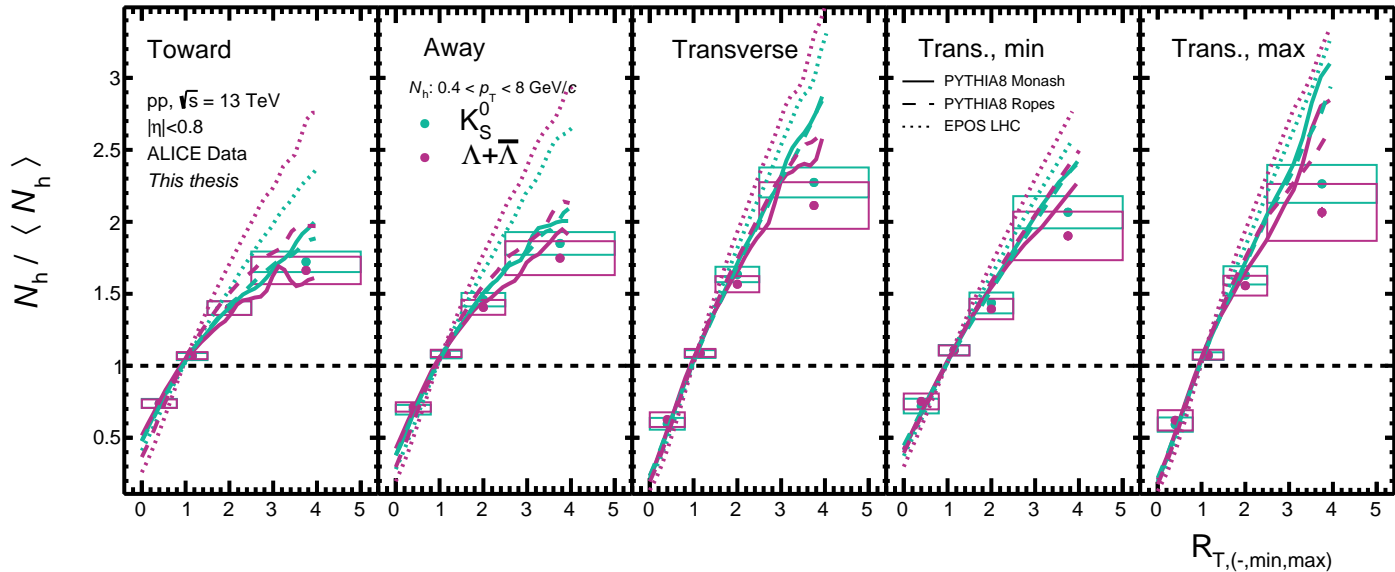 Toward
Away
Transverse
Trans., min
Trans., max
pp, √s = 13 TeV
|η|<0.8
ALICE Data
This thesis
N_h: 0.4 < p_T < 8 GeV/c
K_S^0
Λ+Λ̅
PYTHIA8 Monash
PYTHIA8 Ropes
EPOS LHC
N_h / ⟨ N_h ⟩
3
2.5
2
1.5
1
0.5
0 1 2 3 4 5
0 1 2 3 4 5
0 1 2 3 4 5
0 1 2 3 4 5
0 1 2 3 4 5
R_T,(-,min,max)